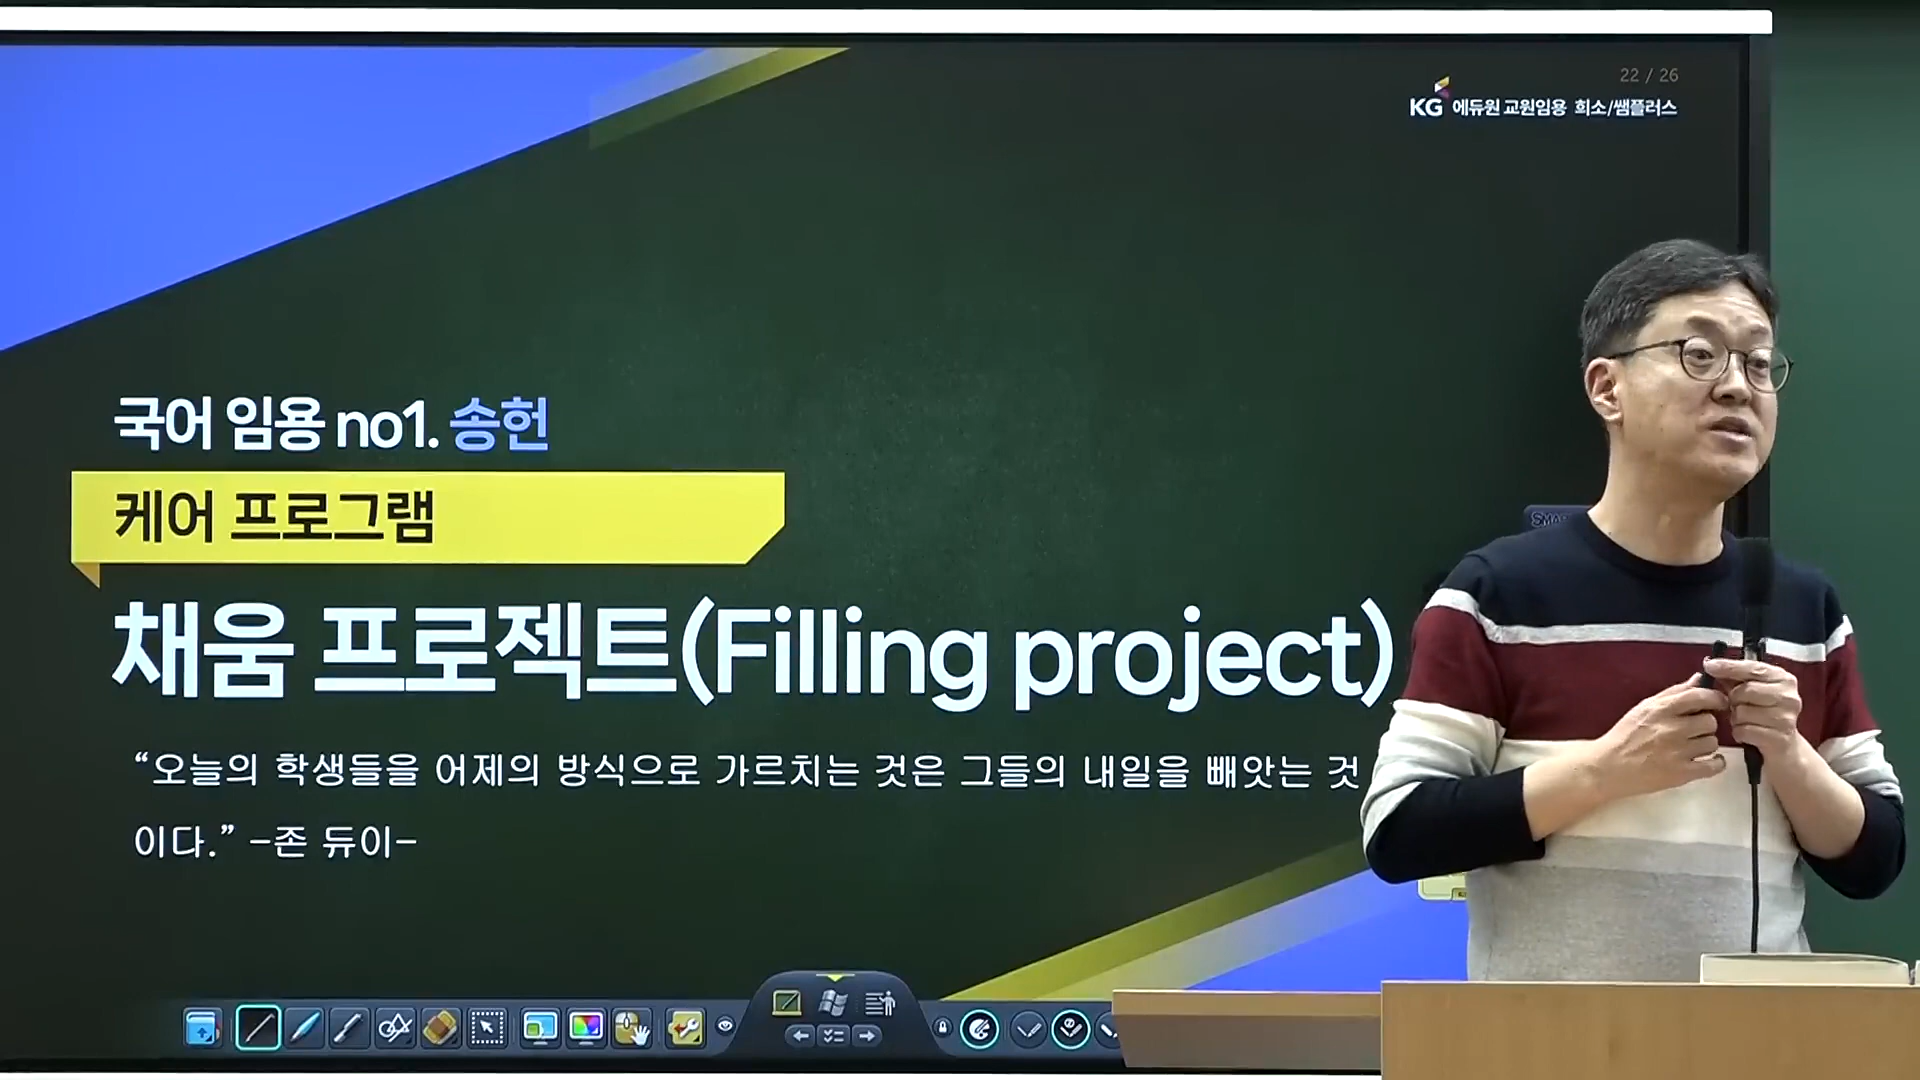 22 / 26
KG 에듀원 교원임용 희소/쌤플러스
국어 임용 no1. 송헌
케어 프로그램
채움 프로젝트(Filling project)
“오늘의 학생들을 어제의 방식으로 가르치는 것은 그들의 내일을 빼앗는 것
이다.” -존 듀이-